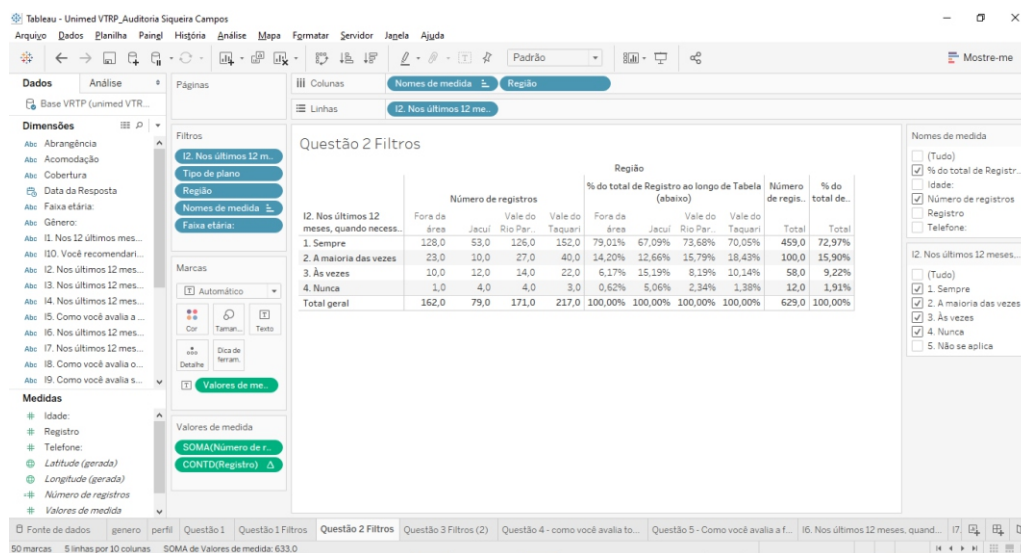 Tableau - Unimed VTRP_Auditoria Siqueira Campos
Arquivo Dados Planilha Painel História Análise Mapa Formatar Servidor Janela Ajuda
Padrão
Mostre-me
Dados Análise
Base VRTP (unimed VTR...
Dimensões
Abc Abrangência
Abc Acomodação
Abc Cobertura
Data da Resposta
Abc Faixa etária:
Abc Gênero:
Abc I1. Nos 12 últimos mes...
Abc I10. Você recomendari...
Abc I2. Nos últimos 12 mes...
Abc I3. Nos últimos 12 mes...
Abc I4. Nos últimos 12 mes...
Abc I5. Como você avalia a ...
Abc I6. Nos últimos 12 mes...
Abc I7. Nos últimos 12 mes...
Abc I8. Como você avalia o...
Abc I9. Como você avalia s...
Medidas
# Idade:
# Registro
# Telefone:
Latitude (gerada)
Longitude (gerada)
=# Número de registros
# Valores de medida
Páginas
Filtros
I2. Nos últimos 12 m..
Tipo de plano
Região
Nomes de medida
Faixa etária:
Marcas
Automático
Cor Taman... Texto
Detalhe Dica de ferram.
Valores de me..
Valores de medida
SOMA(Número de r..
CONTD(Registro) Δ
Colunas Nomes de medida Região
Linhas I2. Nos últimos 12 me..
Questão 2 Filtros
Região
Número de registros % do total de Registro ao longo de Tabela (abaixo) Número de regis.. % do total de..
I2. Nos últimos 12 meses, quando necess.. Fora da área Jacuí Vale do Rio Par.. Vale do Taquari Fora da área Jacuí Vale do Rio Par.. Vale do Taquari Total Total
1. Sempre 128,0 53,0 126,0 152,0 79,01% 67,09% 73,68% 70,05% 459,0 72,97%
2. A maioria das vezes 23,0 10,0 27,0 40,0 14,20% 12,66% 15,79% 18,43% 100,0 15,90%
3. Às vezes 10,0 12,0 14,0 22,0 6,17% 15,19% 8,19% 10,14% 58,0 9,22%
4. Nunca 1,0 4,0 4,0 3,0 0,62% 5,06% 2,34% 1,38% 12,0 1,91%
Total geral 162,0 79,0 171,0 217,0 100,00% 100,00% 100,00% 100,00% 629,0 100,00%
Nomes de medida
(Tudo)
% do total de Registr..
Idade:
Número de registros
Registro
Telefone:
I2. Nos últimos 12 meses,..
(Tudo)
1. Sempre
2. A maioria das vezes
3. Às vezes
4. Nunca
5. Não se aplica
Fonte de dados genero perfil Questão 1 Questão 1 Filtros Questão 2 Filtros Questão 3 Filtros (2) Questão 4 - como você avalia to... Questão 5 - Como você avalia a f... I6. Nos últimos 12 meses, quand... I7.
50 marcas 5 linhas por 10 colunas SOMA de Valores de medida: 633,0